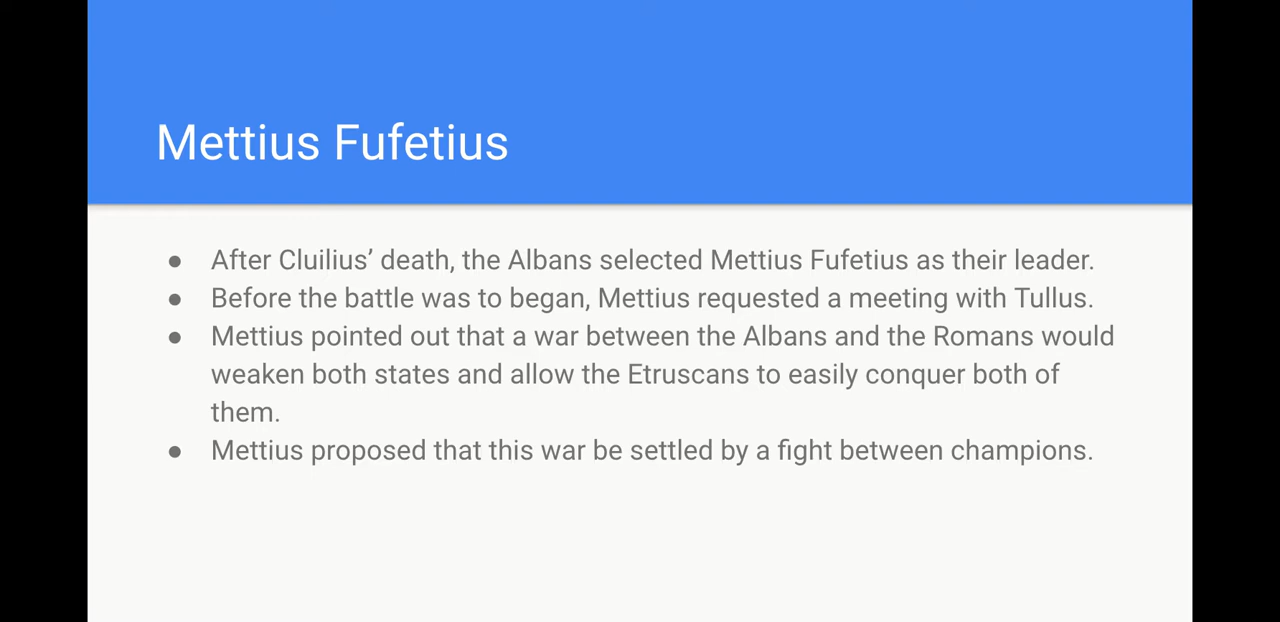 Mettius Fufetius
● After Cluilius’ death, the Albans selected Mettius Fufetius as their leader.
● Before the battle was to began, Mettius requested a meeting with Tullus.
● Mettius pointed out that a war between the Albans and the Romans would
weaken both states and allow the Etruscans to easily conquer both of
them.
● Mettius proposed that this war be settled by a fight between champions.